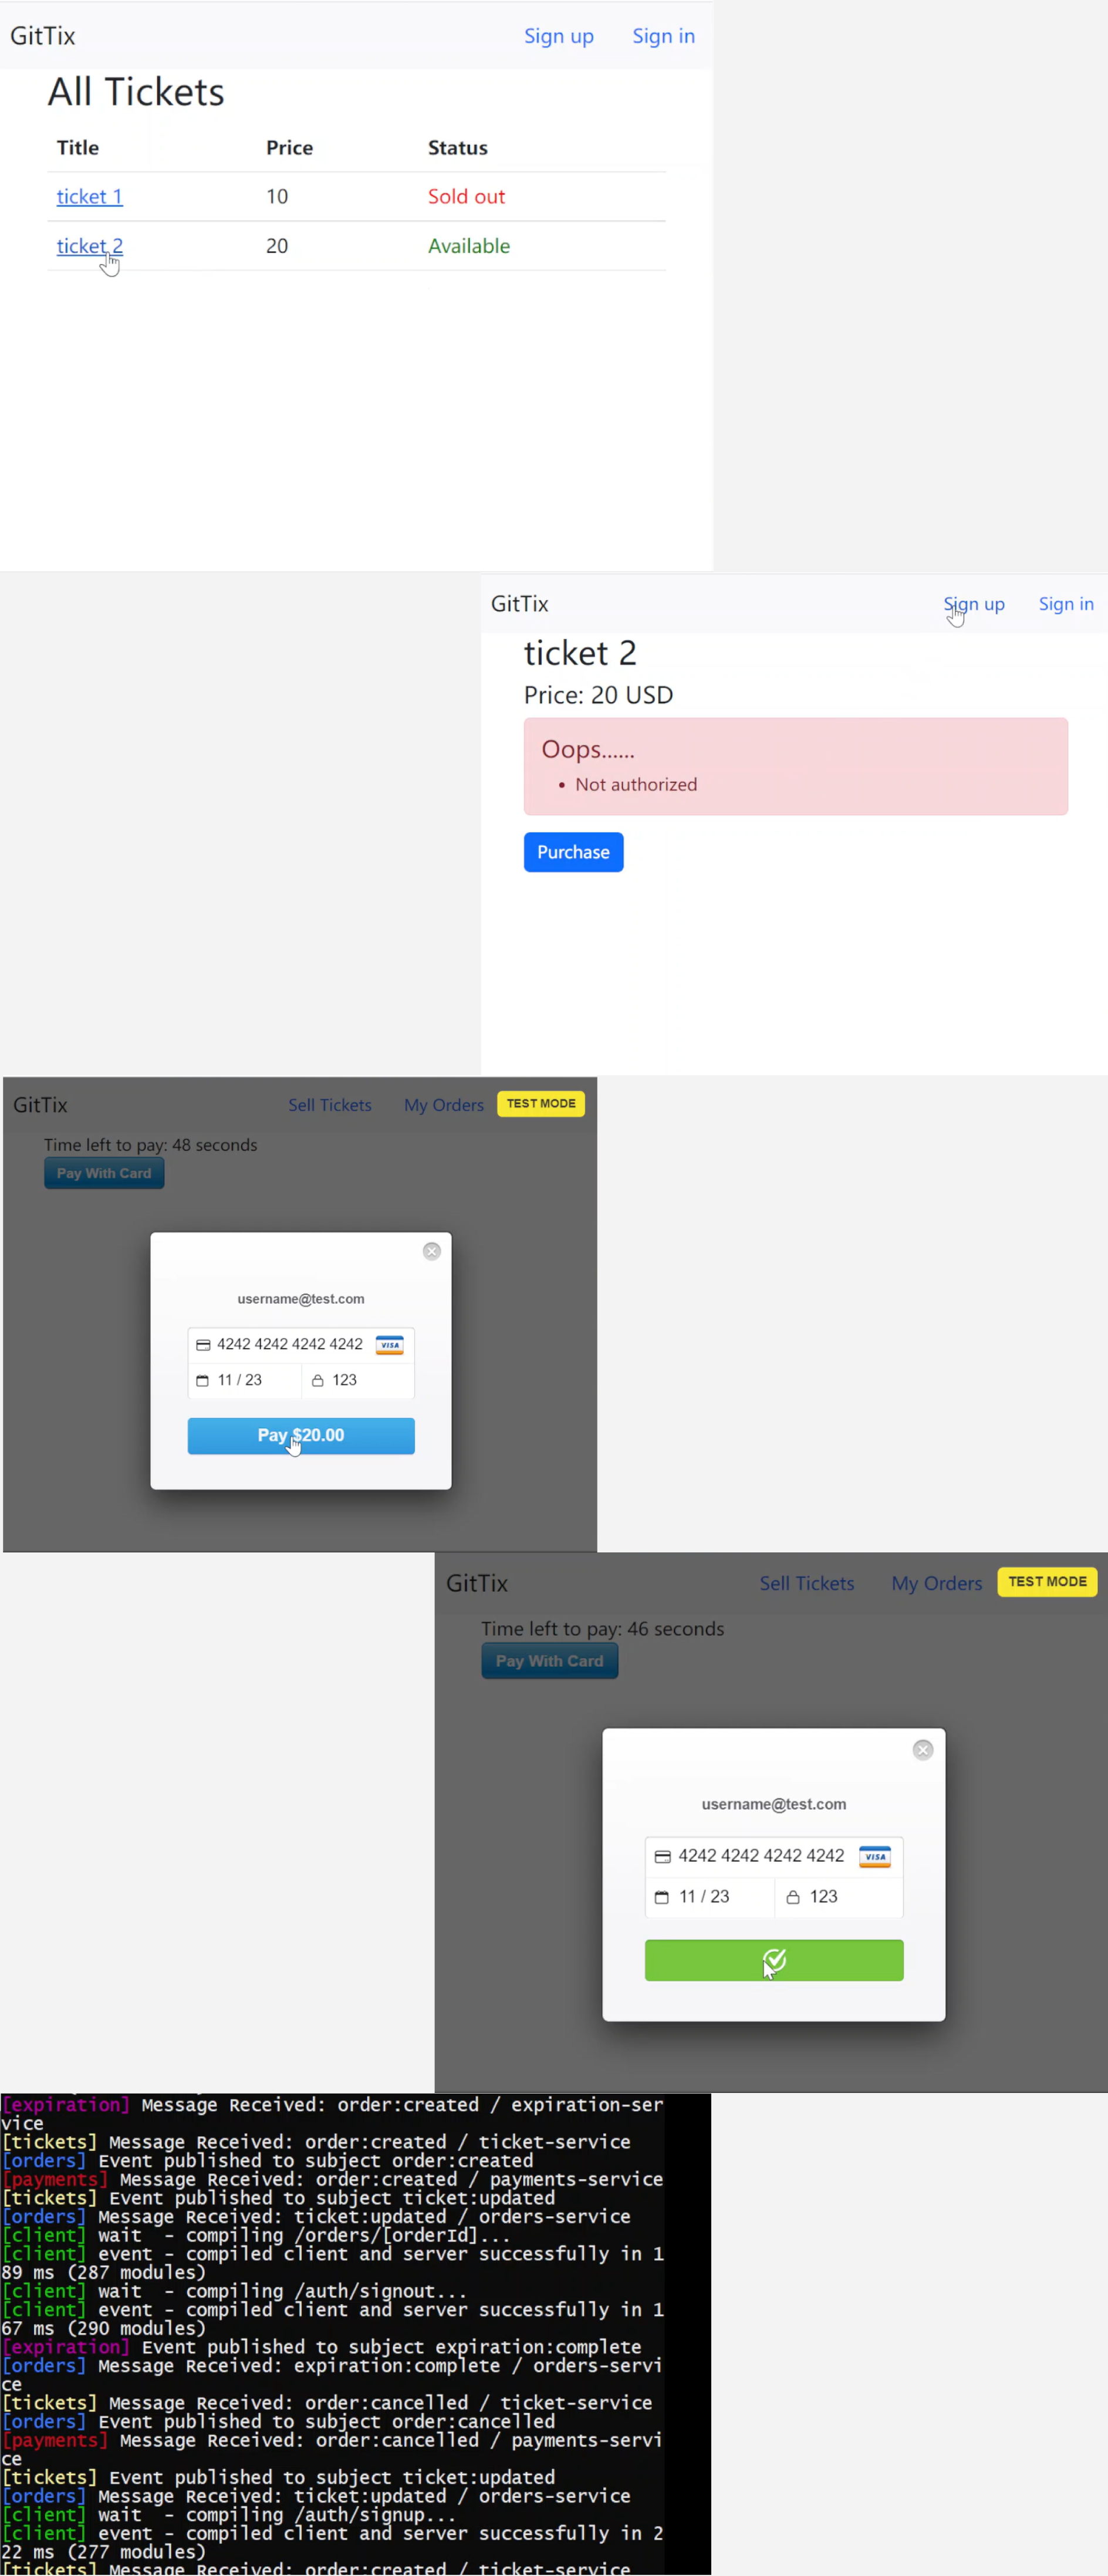 GitTix Sign up Sign in
All Tickets
Title Price Status
ticket 1 10 Sold out
ticket 2 20 Available
GitTix Sign up Sign in
ticket 2
Price: 20 USD
Oops......
• Not authorized
Purchase
GitTix Sell Tickets My Orders TEST MODE
Time left to pay: 48 seconds
Pay With Card
username@test.com
4242 4242 4242 4242 VISA
11 / 23 123
Pay $20.00
GitTix Sell Tickets My Orders TEST MODE
Time left to pay: 46 seconds
Pay With Card
username@test.com
4242 4242 4242 4242 VISA
11 / 23 123
[expiration] Message Received: order:created / expiration-ser
vice
[tickets] Message Received: order:created / ticket-service
[orders] Event published to subject order:created
[payments] Message Received: order:created / payments-service
[tickets] Event published to subject ticket:updated
[orders] Message Received: ticket:updated / orders-service
[client] wait  - compiling /orders/[orderId]...
[client] event - compiled client and server successfully in 1
89 ms (287 modules)
[client] wait  - compiling /auth/signout...
[client] event - compiled client and server successfully in 1
67 ms (290 modules)
[expiration] Event published to subject expiration:complete
[orders] Message Received: expiration:complete / orders-servi
ce
[tickets] Message Received: order:cancelled / ticket-service
[orders] Event published to subject order:cancelled
[payments] Message Received: order:cancelled / payments-servi
ce
[tickets] Event published to subject ticket:updated
[orders] Message Received: ticket:updated / orders-service
[client] wait  - compiling /auth/signup...
[client] event - compiled client and server successfully in 2
22 ms (277 modules)
[tickets] Message Received: order:created / ticket-service